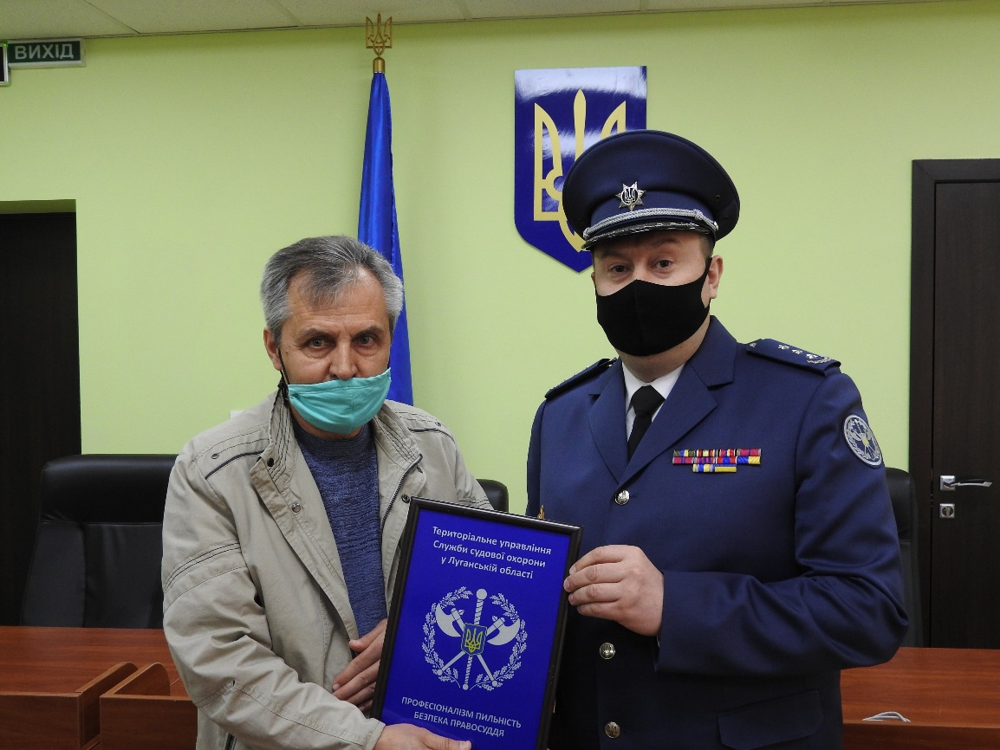 ВИХІД
Територіальне управління
Служби судової охорони
у Луганській області
ПРОФЕСІОНАЛІЗМ ПИЛЬНІСТЬ
БЕЗПЕКА ПРАВОСУДДЯ